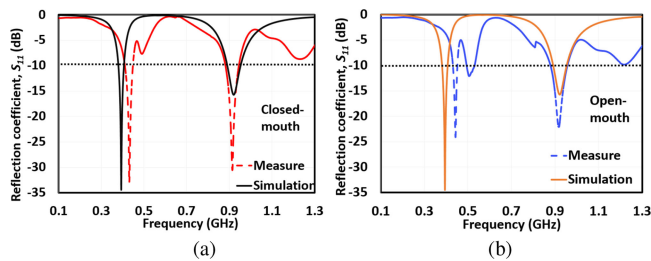 Reflection coefficient, S11 (dB)
0
-5
-10
-15
-20
-25
-30
-35
Closed-
mouth
Measure
Simulation
0.1 0.3 0.5 0.7 0.9 1.1 1.3
Frequency (GHz)
(a)
Reflection coefficient, S11 (dB)
0
-5
-10
-15
-20
-25
-30
-35
Open-
mouth
Measure
Simulation
0.1 0.3 0.5 0.7 0.9 1.1 1.3
Frequency (GHz)
(b)